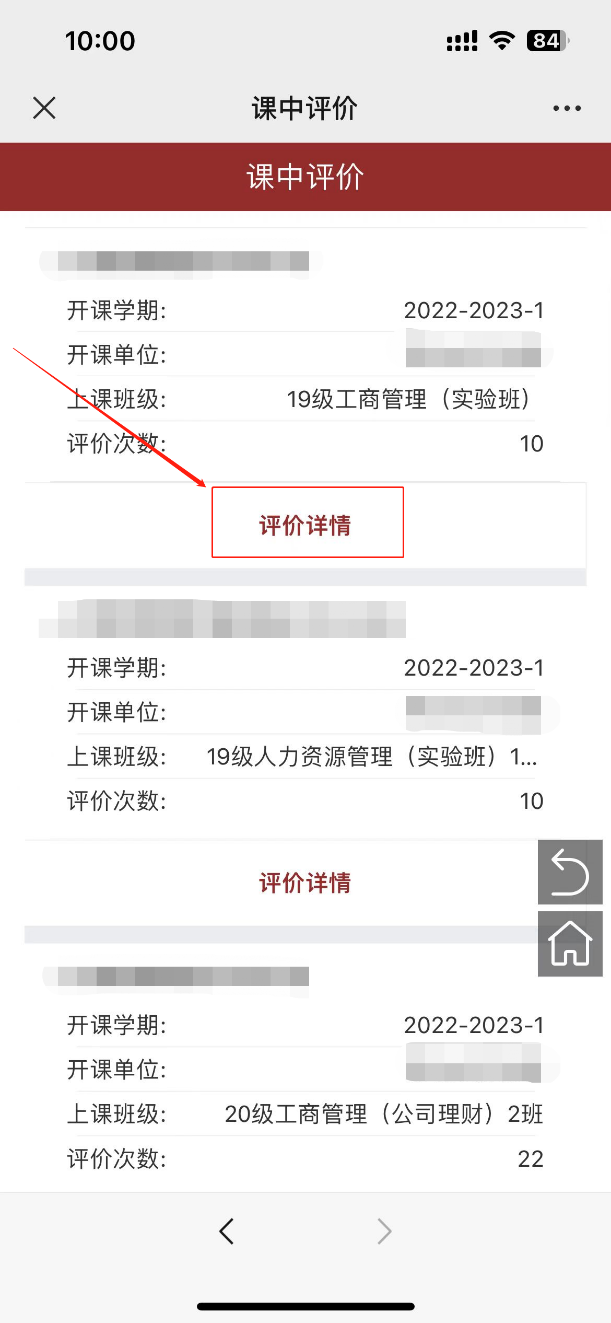 10:00
84
课中评价
课中评价
开课学期: 2022-2023-1
开课单位:
上课班级: 19级工商管理（实验班）
评价次数: 10
评价详情
开课学期: 2022-2023-1
开课单位:
上课班级: 19级人力资源管理（实验班）1...
评价次数: 10
评价详情
开课学期: 2022-2023-1
开课单位:
上课班级: 20级工商管理（公司理财）2班
评价次数: 22